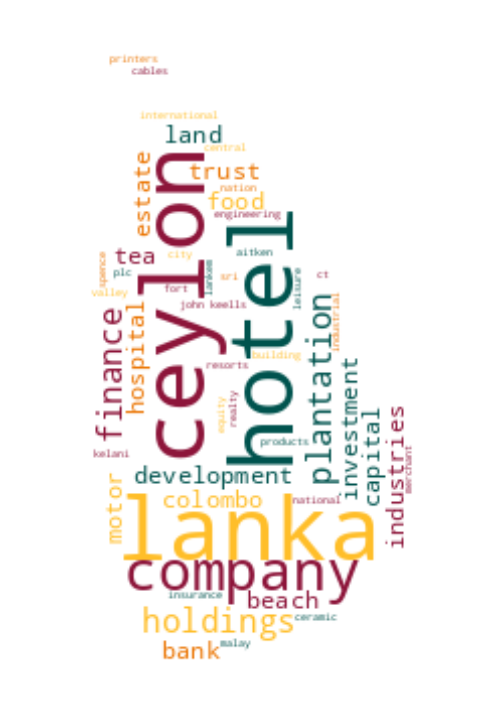 printers
cables
international
land
central
ceylon
estate
trust
nation
food
engineering
hotel
tea
city
aitken
spence
plc
lankem
sri
ct
fort
leisure
valley
john keells
industrial
finance
hospital
plantation
building
resorts
investment
equity
realty
capital
industries
products
kelani
merchant
development
motor
colombo
national
lanka
company
insurance
beach
holdings
ceramic
bank
malay